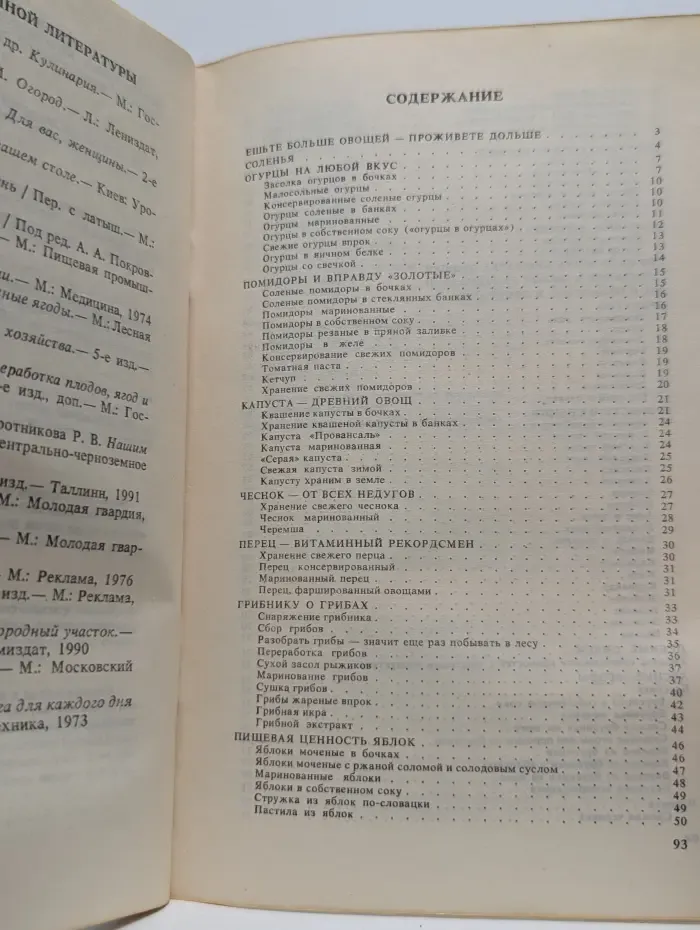 НОЙ ЛИТЕРАТУРЫ
др. Кулинария.— М.: Гос-
Огород.— Л.: Лениздат,
Для вас, женщины.— 2-е
ашем столе.— Киев: Уро-
нь / Пер. с латыш.— М.:
/ Под ред. А. А. Покров-
— М.: Пищевая промыш-
ш.— М.: Медицина, 1974
ные ягоды.— М.: Лесная
хозяйства.— 5-е изд.—
еработка плодов, ягод и
-е изд., доп.— М.: Гос-
ротникова Р. В. Нашим
ентрально-черноземное
изд.— Таллинн, 1991
М.: Молодая гвардия,
— М.: Молодая гвар-
— М.: Реклама, 1976
изд.— М.: Реклама,
ородный участок.—
миздат, 1990
— М.: Московский
га для каждого дня
ехника, 1973
СОДЕРЖАНИЕ
ЕШЬТЕ БОЛЬШЕ ОВОЩЕЙ — ПРОЖИВЕТЕ ДОЛЬШЕ . . . . . . . 3
СОЛЕНЬЯ . . . . . . . 4
ОГУРЦЫ НА ЛЮБОЙ ВКУС . . . . . . . 7
Засолка огурцов в бочках . . . . . . . 7
Малосольные огурцы . . . . . . . 10
Консервированные соленые огурцы . . . . . . . 10
Огурцы соленые в банках . . . . . . . 10
Огурцы маринованные . . . . . . . 11
Огурцы в собственном соку («огурцы в огурцах») . . . . . . . 12
Свежие огурцы впрок . . . . . . . 13
Огурцы в яичном белке . . . . . . . 13
Огурцы со свечкой . . . . . . . 14
ПОМИДОРЫ И ВПРАВДУ «ЗОЛОТЫЕ» . . . . . . . 15
Соленые помидоры в бочках . . . . . . . 15
Соленые помидоры в стеклянных банках . . . . . . . 16
Помидоры маринованные . . . . . . . 16
Помидоры в собственном соку . . . . . . . 17
Помидоры резаные в пряной заливке . . . . . . . 18
Помидоры в желе . . . . . . . 18
Консервирование свежих помидоров . . . . . . . 19
Томатная паста . . . . . . . 19
Кетчуп . . . . . . . 19
Хранение свежих помидоров . . . . . . . 20
КАПУСТА — ДРЕВНИЙ ОВОЩ . . . . . . . 21
Квашение капусты в бочках . . . . . . . 21
Хранение квашеной капусты в банках . . . . . . . 24
Капуста «Провансаль» . . . . . . . 24
Капуста маринованная . . . . . . . 24
«Серая» капуста . . . . . . . 25
Свежая капуста зимой . . . . . . . 25
Капусту храним в земле . . . . . . . 26
ЧЕСНОК — ОТ ВСЕХ НЕДУГОВ . . . . . . . 27
Хранение свежего чеснока . . . . . . . 27
Чеснок маринованный . . . . . . . 28
Черемша . . . . . . . 29
ПЕРЕЦ — ВИТАМИННЫЙ РЕКОРДСМЕН . . . . . . . 30
Хранение свежего перца . . . . . . . 30
Перец консервированный . . . . . . . 31
Маринованный перец . . . . . . . 31
Перец, фаршированный овощами . . . . . . . 31
ГРИБНИКУ О ГРИБАХ . . . . . . . 33
Снаряжение грибника . . . . . . . 33
Сбор грибов . . . . . . . 34
Разобрать грибы — значит еще раз побывать в лесу . . . . . . . 35
Переработка грибов . . . . . . . 36
Сухой засол рыжиков . . . . . . . 37
Маринование грибов . . . . . . . 37
Сушка грибов . . . . . . . 40
Грибы жареные впрок . . . . . . . 42
Грибная икра . . . . . . . 43
Грибной экстракт . . . . . . . 44
ПИЩЕВАЯ ЦЕННОСТЬ ЯБЛОК . . . . . . . 46
Яблоки моченые в бочках . . . . . . . 46
Яблоки моченые с ржаной соломой и солодовым суслом . . . . . . . 47
Маринованные яблоки . . . . . . . 48
Яблоки в собственном соку . . . . . . . 49
Стружка из яблок по-словацки . . . . . . . 49
Пастила из яблок . . . . . . . 50
93